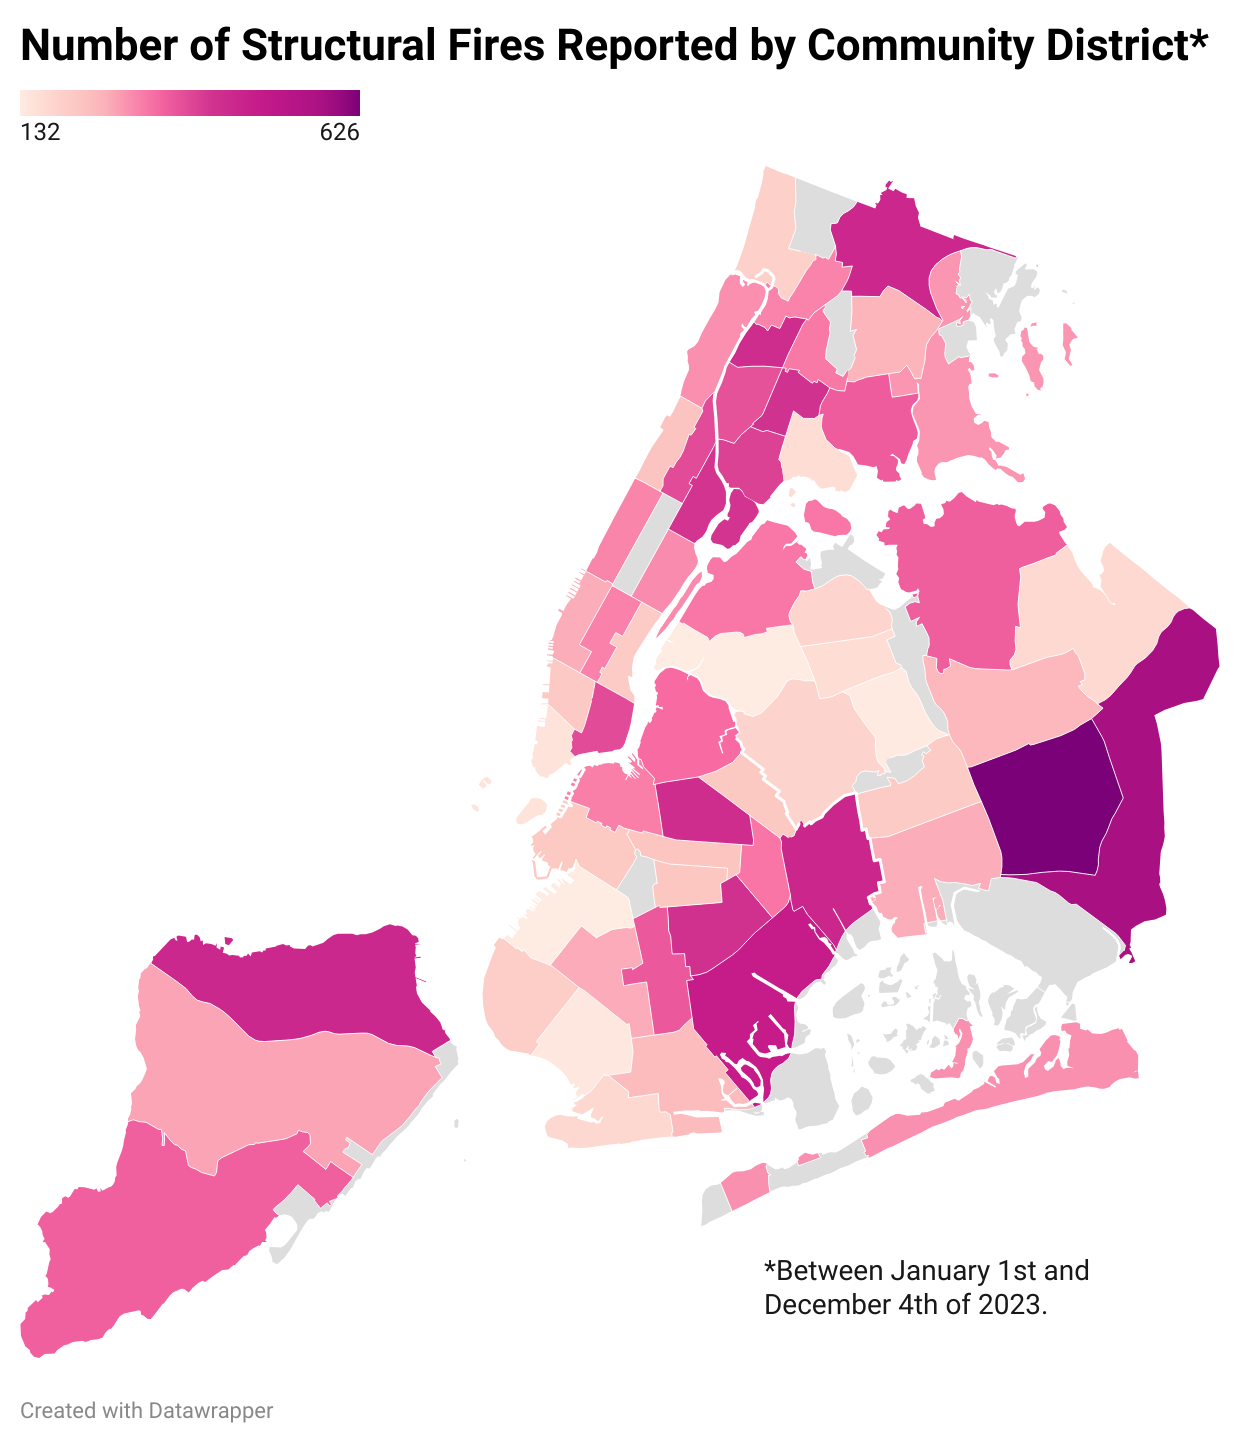 Number of Structural Fires Reported by Community District*
132 626
*Between January 1st and
December 4th of 2023.
Created with Datawrapper